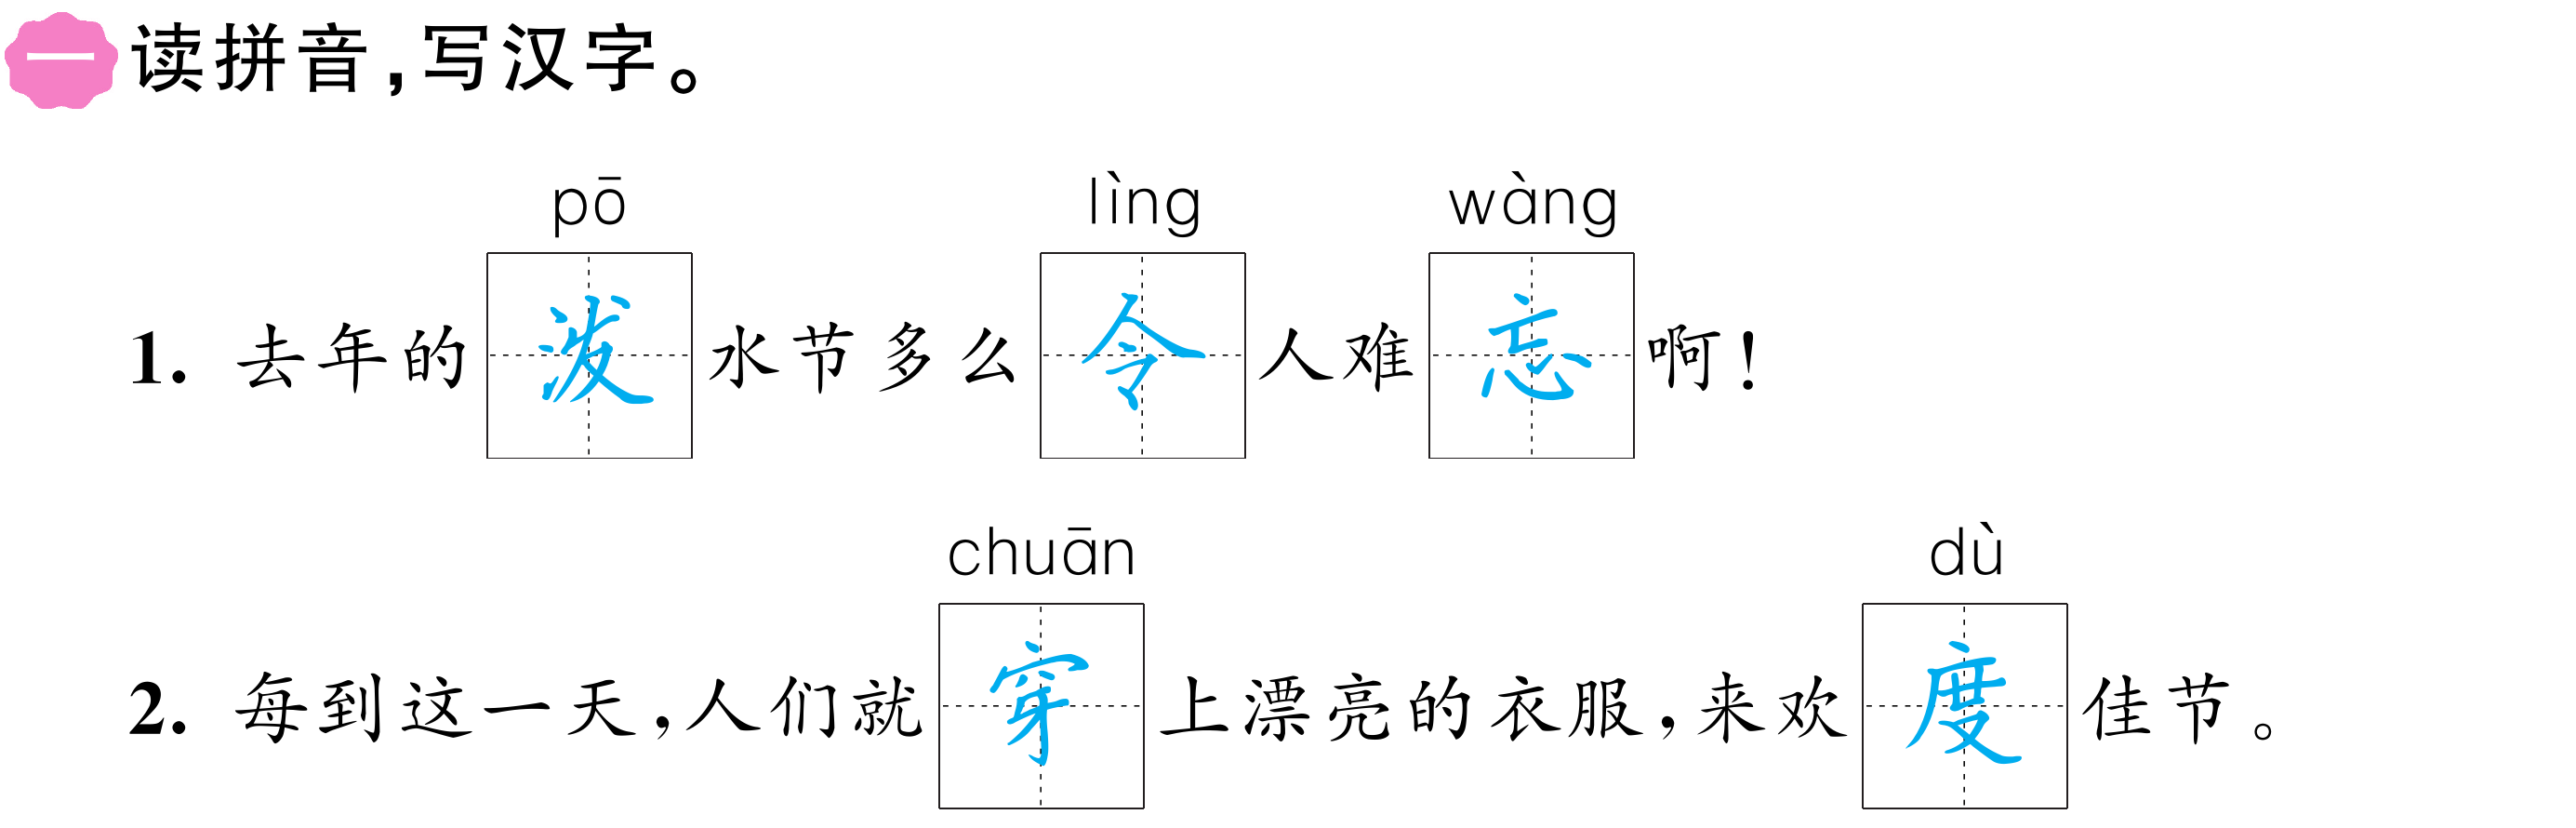 一 读拼音,写汉字。
pō lìng wàng
1. 去年的泼水节多么令人难忘啊!
chuān dù
2. 每到这一天,人们就穿上漂亮的衣服,来欢度佳节。